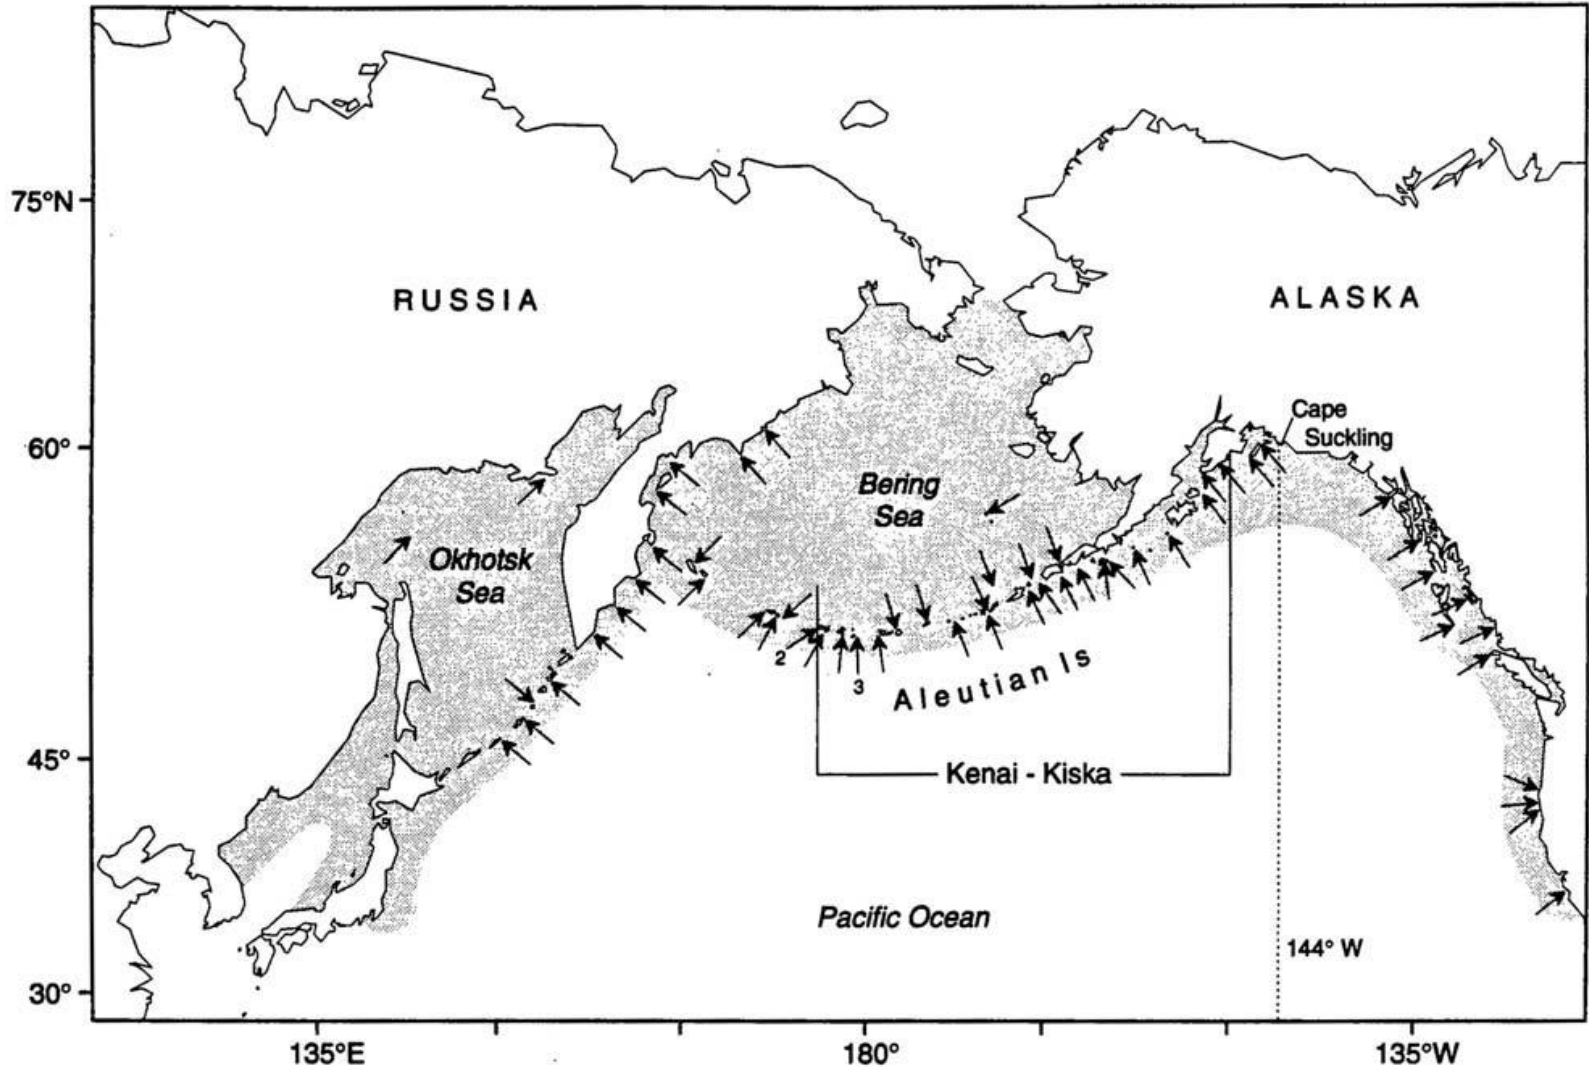 75°N
RUSSIA
ALASKA
Cape
Suckling
60°
Bering
Sea
Okhotsk
Sea
2
3
Aleutian Is
45°
Kenai - Kiska
Pacific Ocean
144° W
30°
135°E
180°
135°W